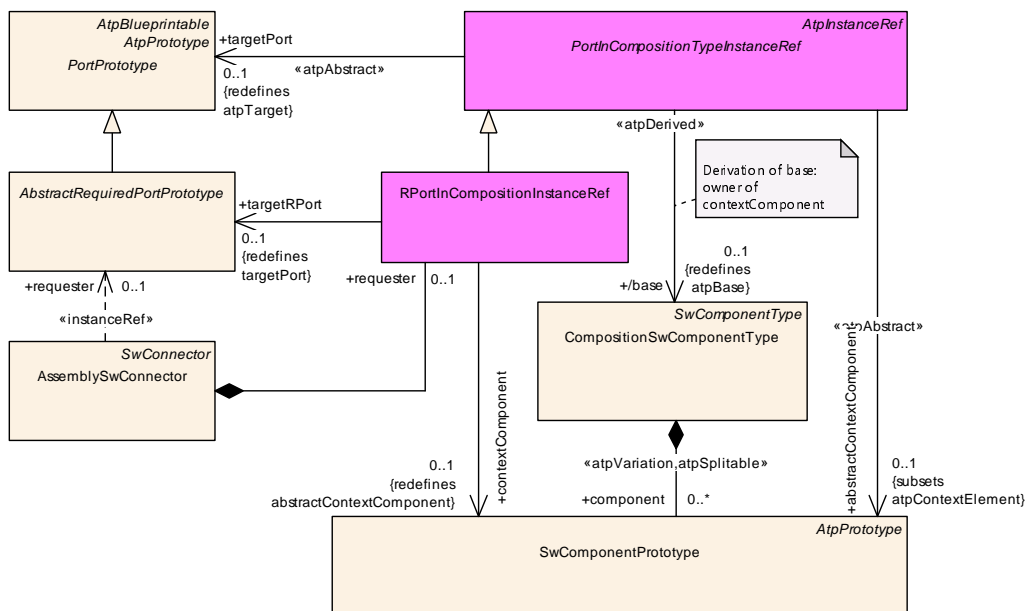 AtpBlueprintable
AtpPrototype
PortPrototype
+targetPort
0..1
{redefines
atpTarget}
«atpAbstract»
AtpInstanceRef
PortInCompositionTypeInstanceRef
«atpDerived»
Derivation of base:
owner of
contextComponent
AbstractRequiredPortPrototype
+targetRPort
0..1
{redefines
targetPort}
RPortInCompositionInstanceRef
+requester 0..1
+requester 0..1
«instanceRef»
0..1
{redefines
atpBase}
+/base
SwComponentType
CompositionSwComponentType
SwConnector
AssemblySwConnector
«atpAbstract»
+abstractContextComponent
0..1
{subsets
atpContextElement}
+contextComponent
0..1
{redefines
abstractContextComponent}
«atpVariation,atpSplitable»
+component 0..*
AtpPrototype
SwComponentPrototype